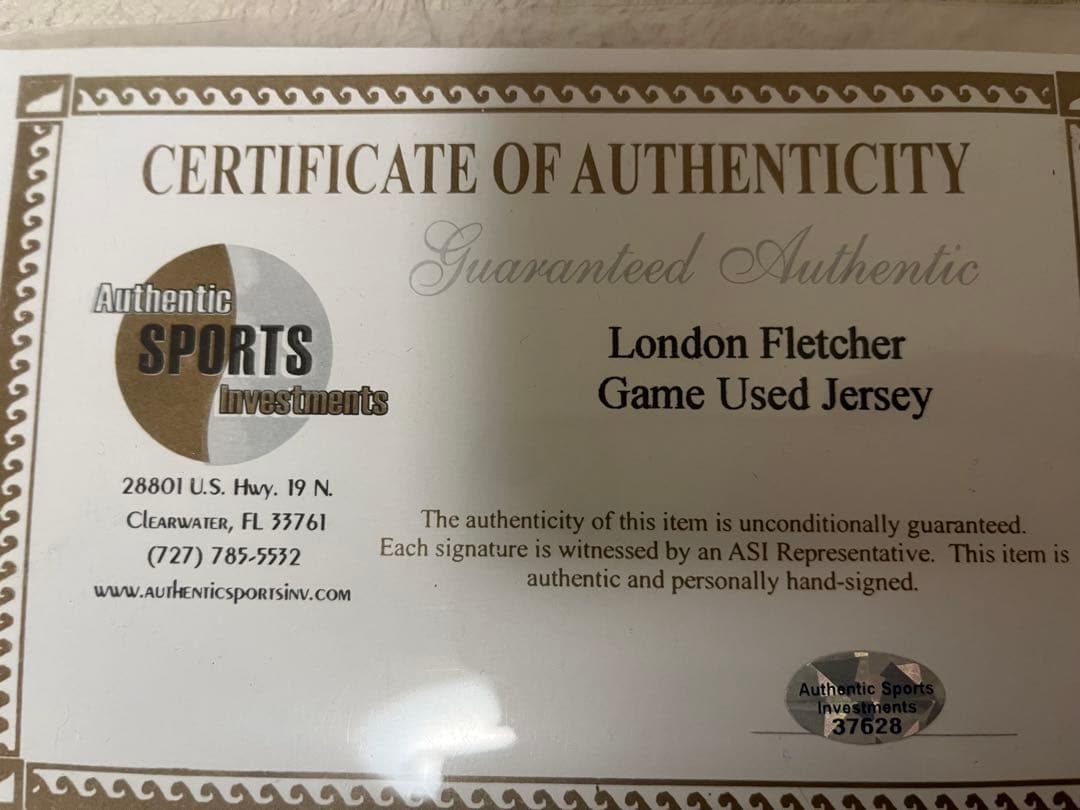 CERTIFICATE OF AUTHENTICITY
Guaranteed Authentic
Authentic
SPORTS
Investments
London Fletcher
Game Used Jersey
28801 U.S. Hwy. 19 N.
Clearwater, FL 33761
(727) 785-5532
www.authenticsportsinv.com
The authenticity of this item is unconditionally guaranteed.
Each signature is witnessed by an ASI Representative. This item is
authentic and personally hand-signed.
Authentic Sports
Investments
37628